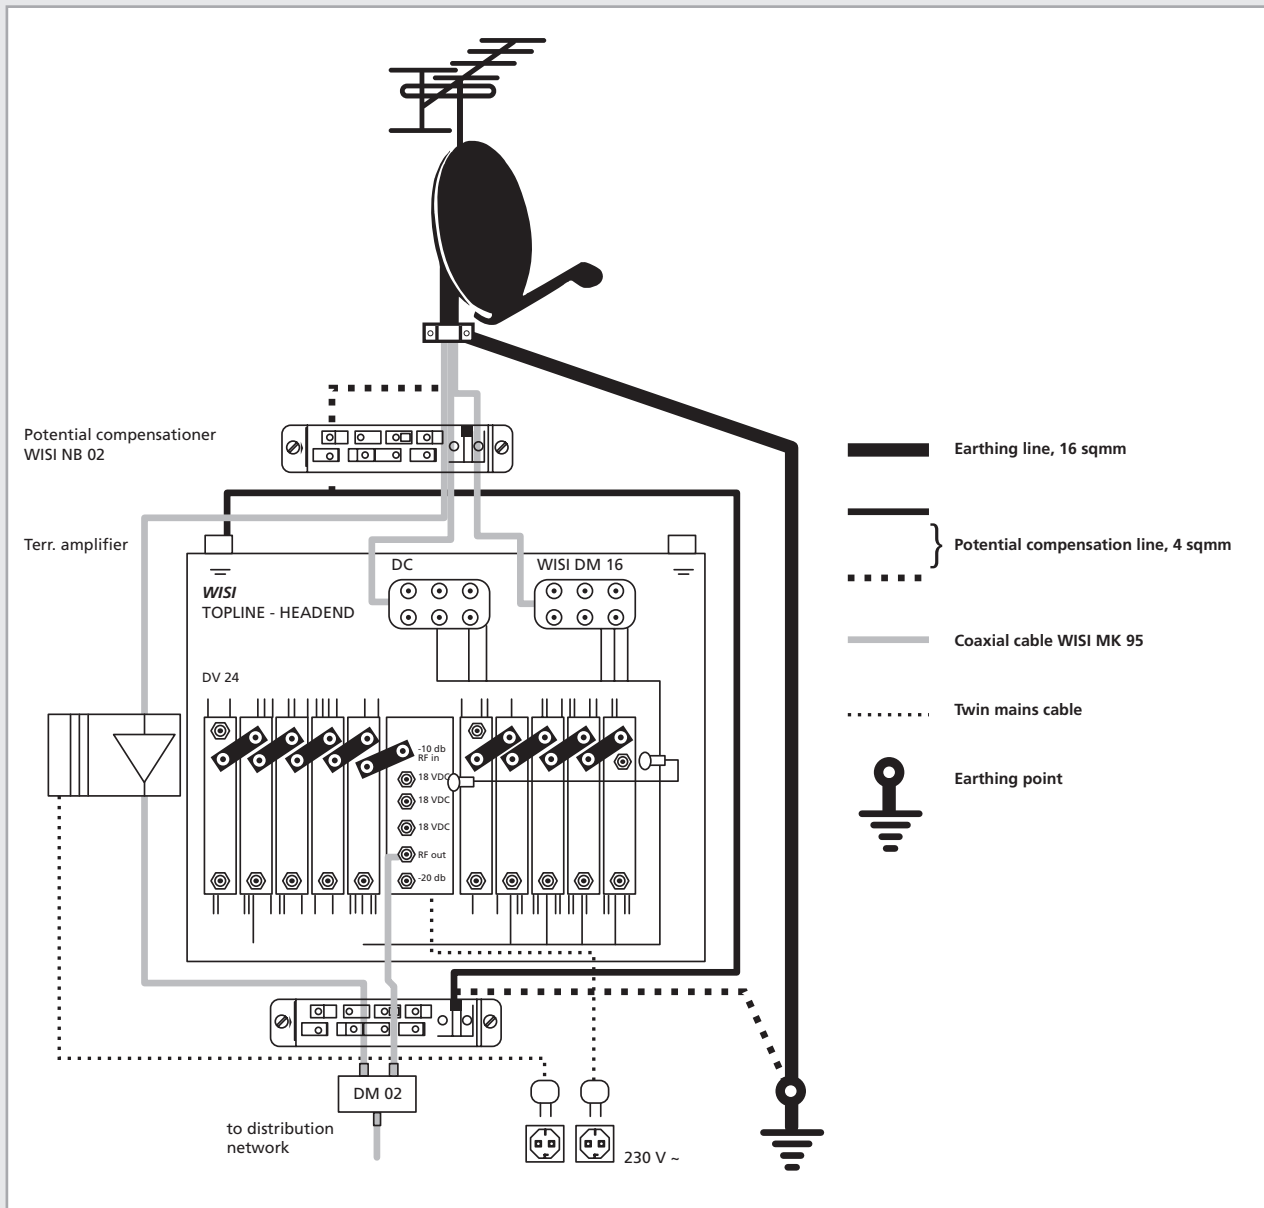 Potential compensationer
WISI NB 02
Earthing line, 16 sqmm
Terr. amplifier
Potential compensation line, 4 sqmm
DC
WISI DM 16
WISI
TOPLINE - HEADEND
Coaxial cable WISI MK 95
DV 24
Twin mains cable
-10 db
RF in
18 VDC
18 VDC
18 VDC
RF out
-20 db
Earthing point
DM 02
to distribution
network
230 V ~